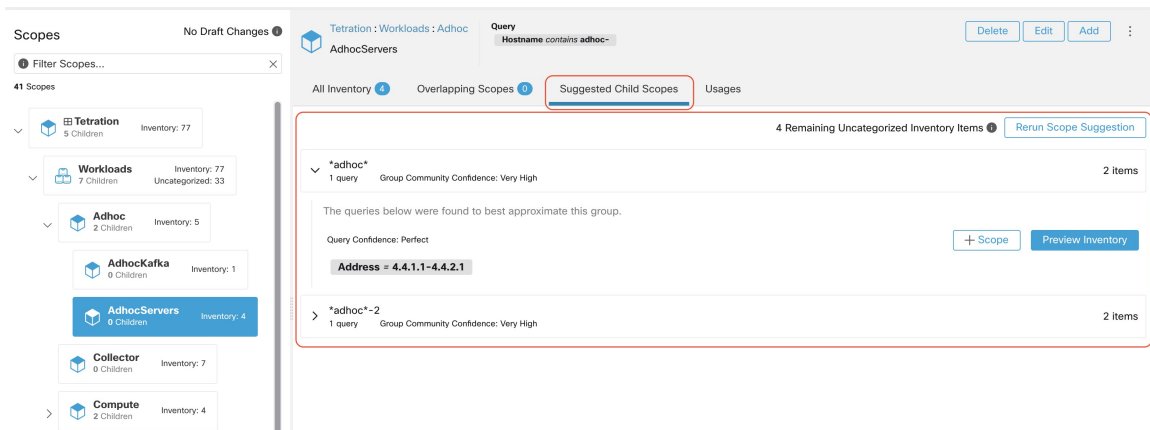 Scopes
No Draft Changes
Filter Scopes...
41 Scopes
Tetration
5 Children
Inventory: 77
Workloads
7 Children
Inventory: 77
Uncategorized: 33
Adhoc
2 Children
Inventory: 5
AdhocKafka
0 Children
Inventory: 1
AdhocServers
0 Children
Inventory: 4
Collector
0 Children
Inventory: 7
Compute
2 Children
Inventory: 4
Tetration : Workloads : Adhoc
AdhocServers
Query
Hostname contains adhoc-
Delete
Edit
Add
All Inventory 4
Overlapping Scopes 0
Suggested Child Scopes
Usages
4 Remaining Uncategorized Inventory Items
Rerun Scope Suggestion
*adhoc*
1 query Group Community Confidence: Very High
2 items
The queries below were found to best approximate this group.
Query Confidence: Perfect
+ Scope
Preview Inventory
Address = 4.4.1.1-4.4.2.1
*adhoc*-2
1 query Group Community Confidence: Very High
2 items